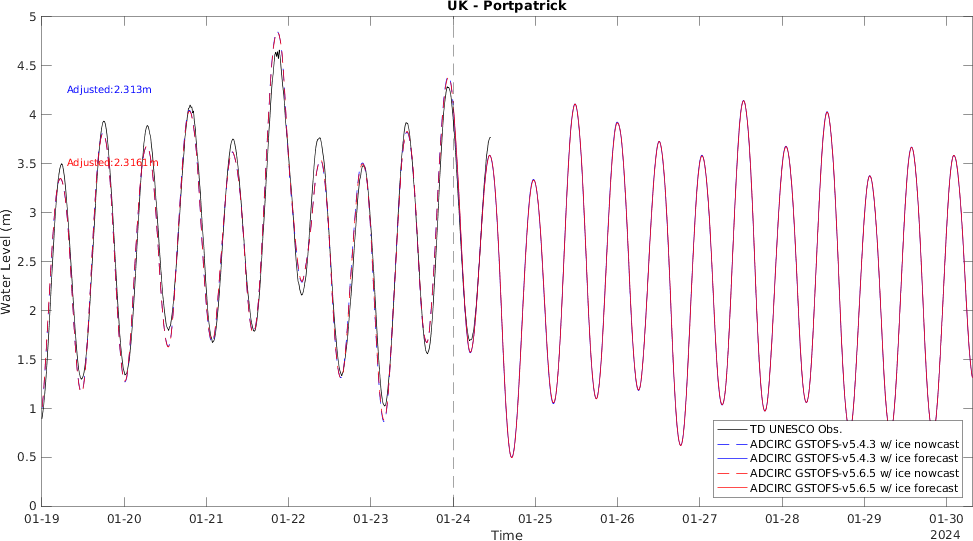 UK - Portpatrick
5
4.5
4
3.5
3
2.5
2
1.5
1
0.5
0
Water Level (m)
Adjusted:2.313m
Adjusted:2.3161m
TD UNESCO Obs.
ADCIRC GSTOFS-v5.4.3 w/ ice nowcast
ADCIRC GSTOFS-v5.4.3 w/ ice forecast
ADCIRC GSTOFS-v5.6.5 w/ ice nowcast
ADCIRC GSTOFS-v5.6.5 w/ ice forecast
01-19 01-20 01-21 01-22 01-23 01-24 01-25 01-26 01-27 01-28 01-29 01-30
Time
2024